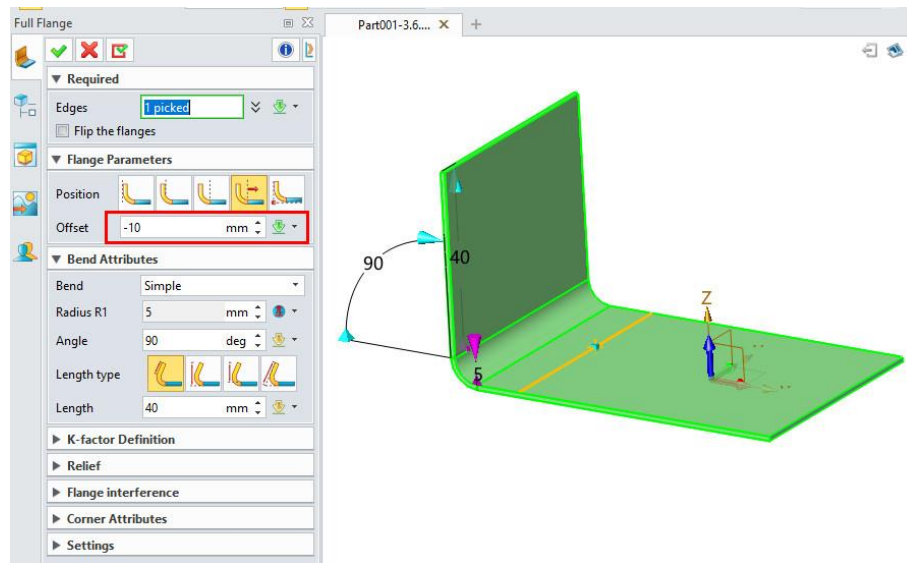 Full Flange
Part001-3.6....
Required
Edges 1 picked
Flip the flanges
Flange Parameters
Position
Offset -10 mm
Bend Attributes
Bend Simple
Radius R1 5 mm
Angle 90 deg
Length type
Length 40 mm
K-factor Definition
Relief
Flange interference
Corner Attributes
Settings
90
40
5
Z